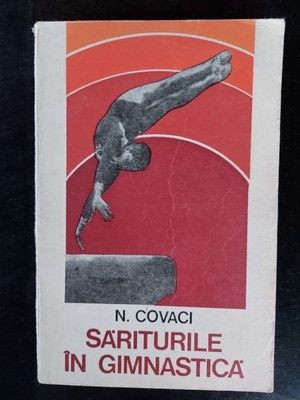 N. COVACI
SĂRITURILE
ÎN GIMNASTICĂ